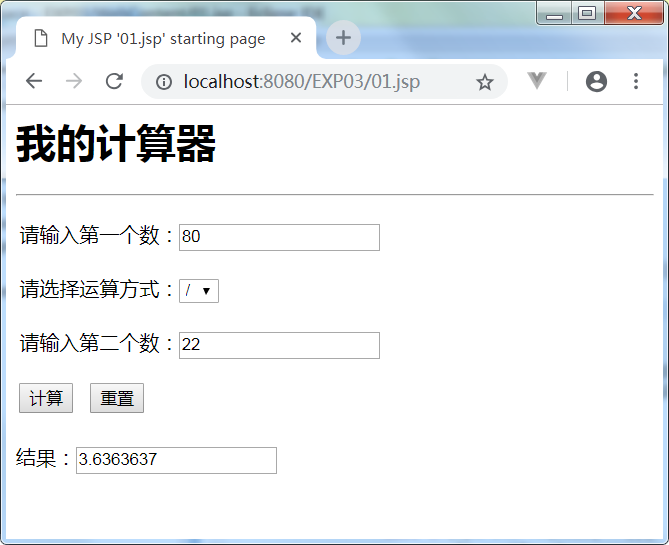 My JSP '01.jsp' starting page
localhost:8080/EXP03/01.jsp
我的计算器
请输入第一个数：80
请选择运算方式：/
请输入第二个数：22
计算 重置
结果：3.6363637